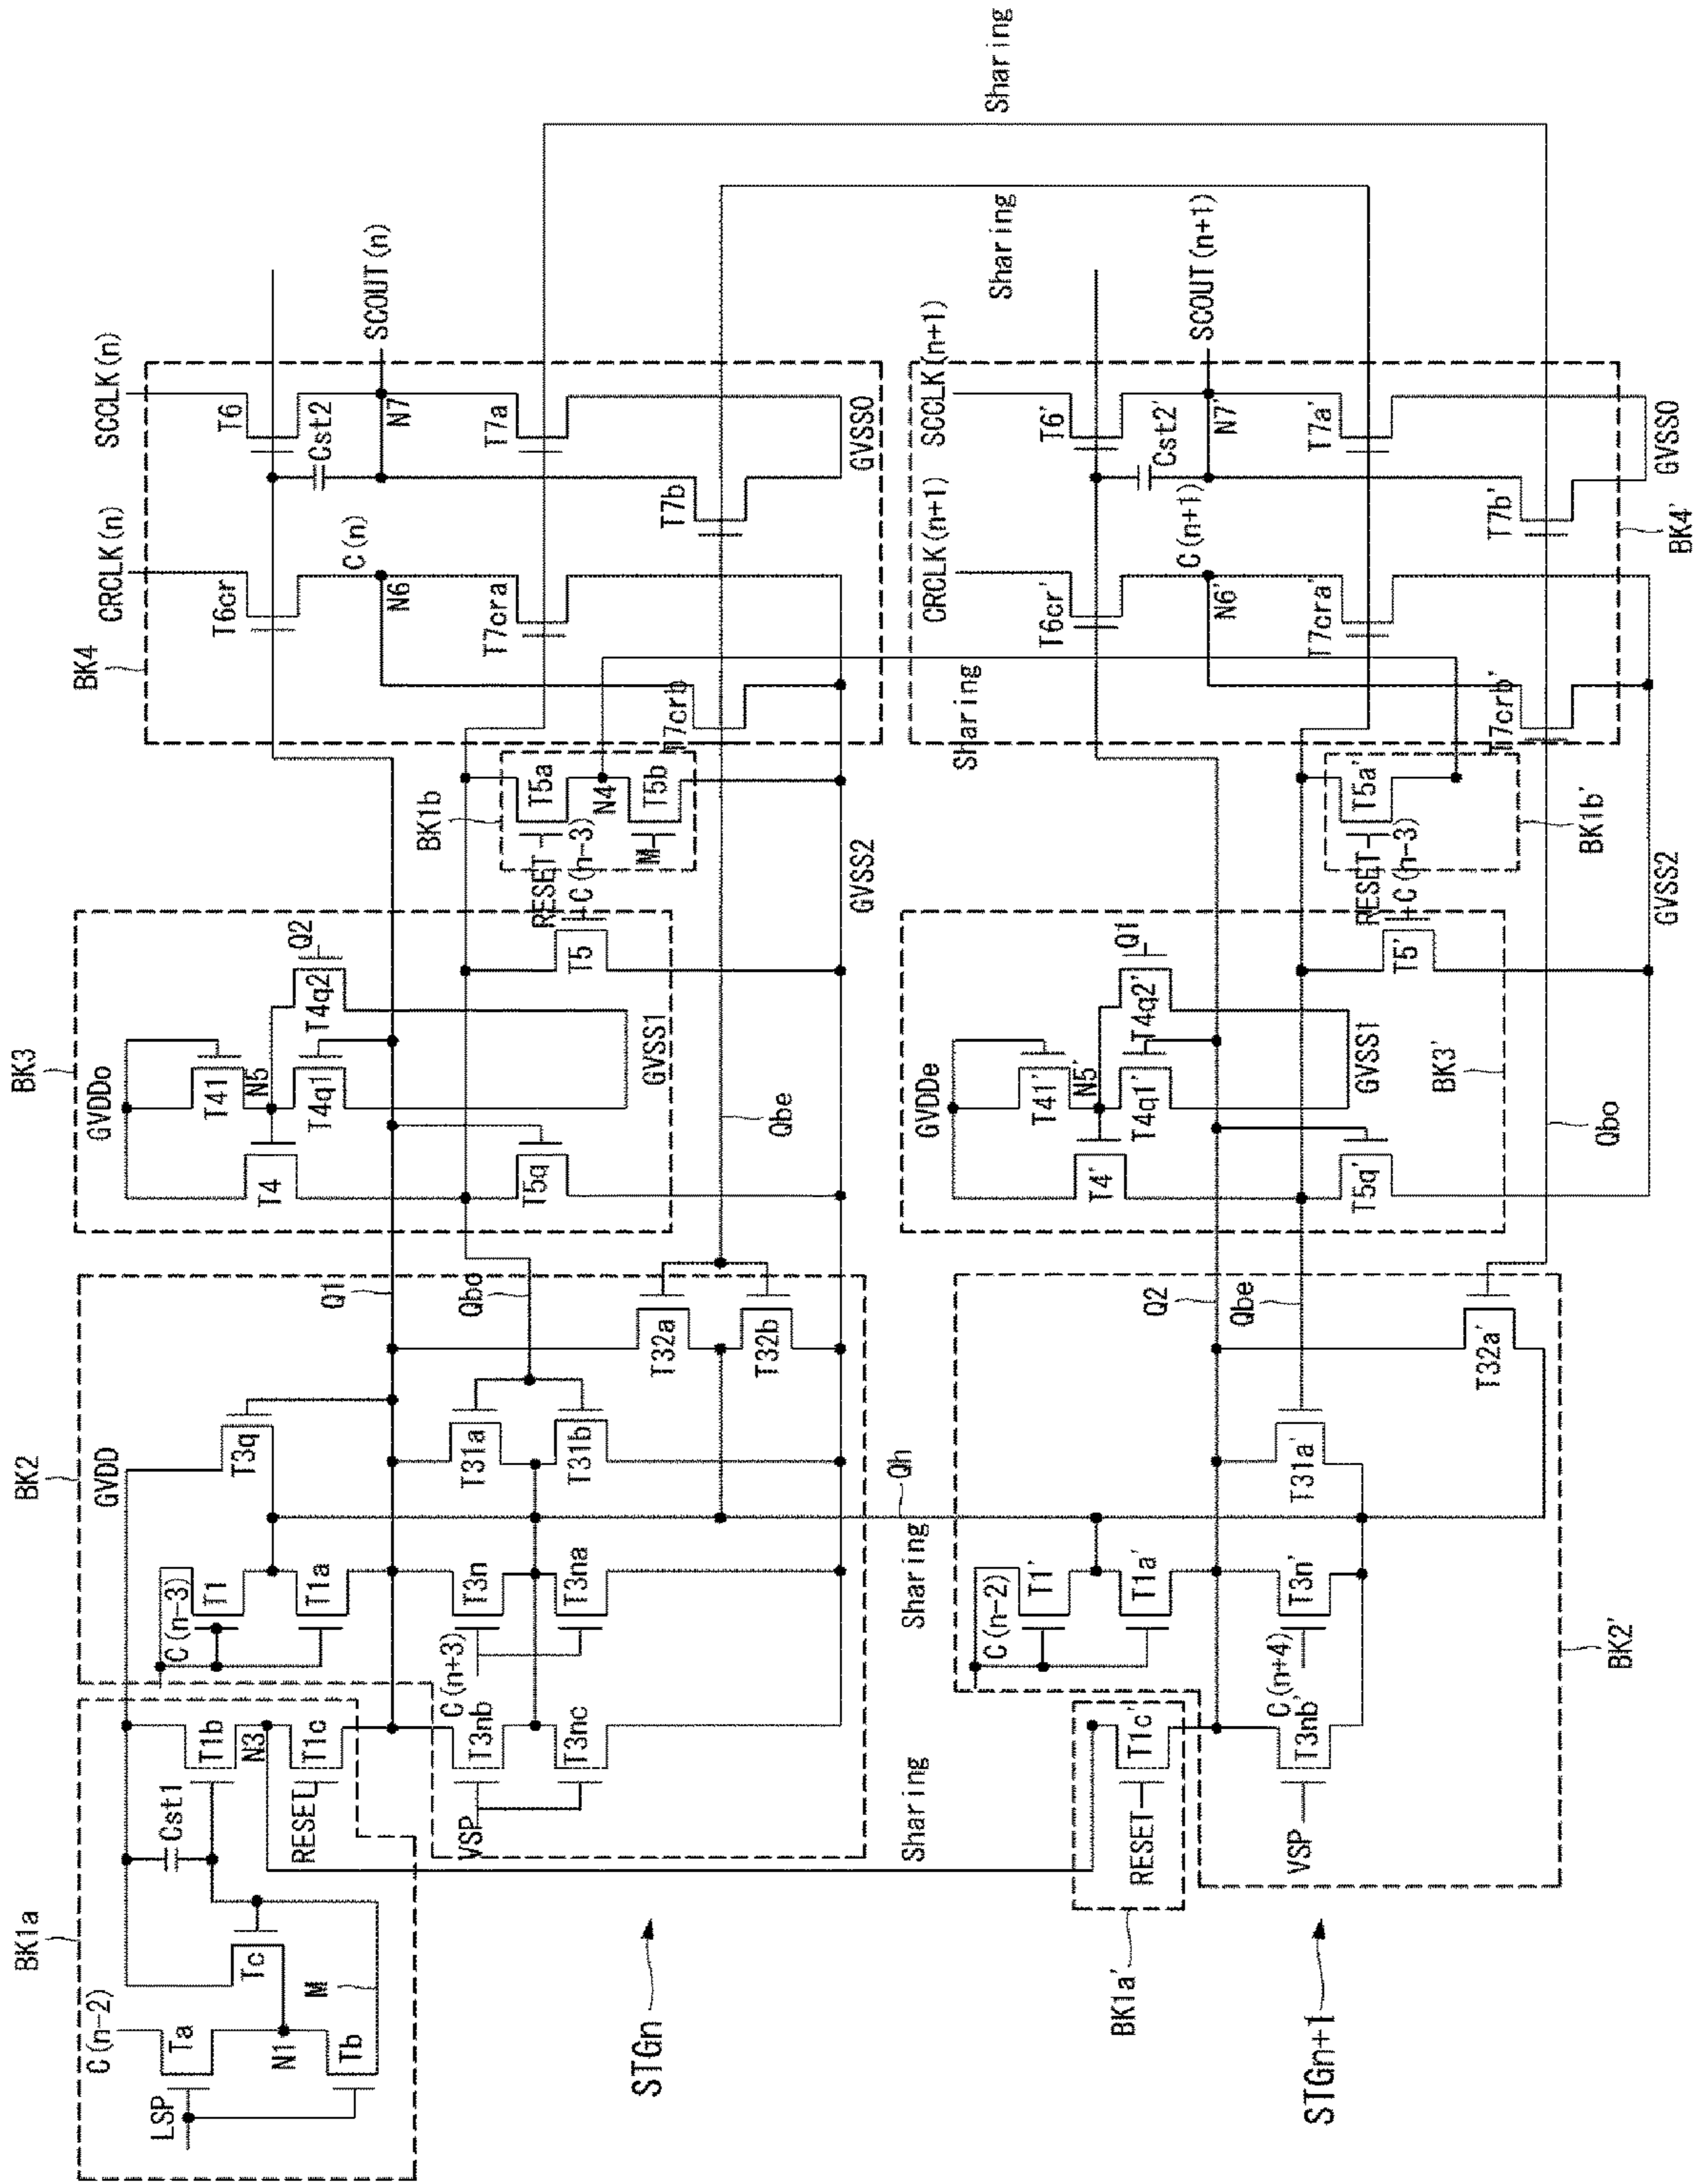 BK1a
BK2
BK3
BK4
C(n-2)
Ta
LSP
N1
Tb
Tc
M
Cst1
T1b
N3
T1c
RESET
GVDD
C(n-3)
T1
T1a
T3q
Q1
VSP
T3nb
T3nc
C(n+3)
T3n
T3na
T31a
T31b
Qbo
T32a
T32b
GVDDo
T4
T41
N5
T4q1
T4q2
Q2
GVSS1
T5q
T5
C(n-3)
Qbe
BK1b
RESET
T5a
N4
T5b
M
GVSS2
CRCLK(n)
SCCLK(n)
T6cr
T6
Cst2
C(n)
N6
N7
SCOUT(n)
T7cra
T7a
T7crb
T7b
GVSS0
STGn
Sharing
Sharing
Qh
Sharing
Sharing
Sharing
STGn+1
BK1a'
RESET
T1c'
C(n-2)
T1'
T1a'
Q2
VSP
T3nb'
C(n+4)
T3n'
T31a'
Qbe
T32a'
BK2'
GVDDe
T4'
T41'
N5'
T4q1'
T4q2'
Q1
GVSS1
BK3'
T5q'
T5'
C(n-3)
Qbo
RESET
T5a'
BK1b'
GVSS2
CRCLK(n+1)
SCCLK(n+1)
T6cr'
T6'
Cst2'
C(n+1)
N6'
N7'
SCOUT(n+1)
T7cra'
T7a'
T7crb'
T7b'
GVSS0
BK4'